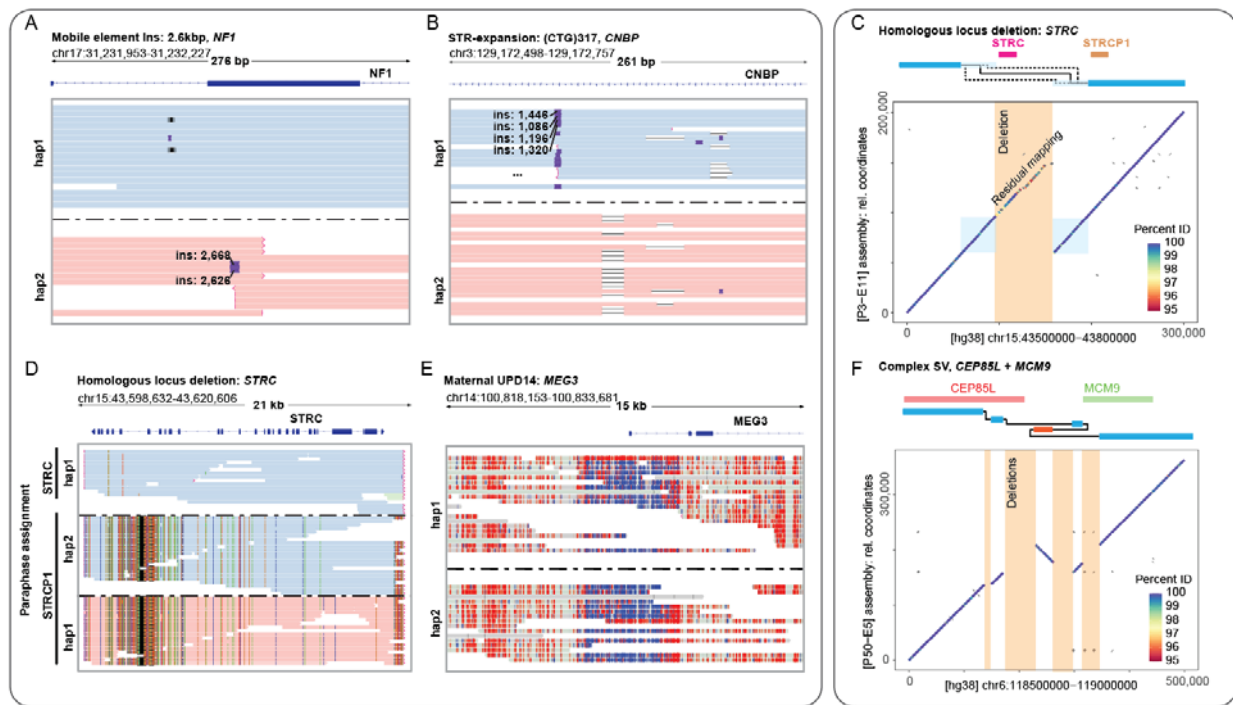 A
Mobile element Ins: 2.6kbp, NF1
chr17:31,231,953-31,232,227
276 bp
NF1
hap1
hap2
ins: 2,668
ins: 2,626
B
STR-expansion: (CTG)317, CNBP
chr3:129,172,498-129,172,757
261 bp
CNBP
hap1
ins: 1,446
ins: 1,086
ins: 1,196
ins: 1,320
...
hap2
C
Homologous locus deletion: STRC
STRC
STRCP1
[P3-E11] assembly: rel. coordinates
200,000
0
Deletion
Residual mapping
Percent ID
100
99
98
97
96
95
0
300,000
[hg38] chr15:43500000-43800000
D
Homologous locus deletion: STRC
chr15:43,598,632-43,620,606
21 kb
STRC
Paraphase assignment
STRC
hap1
STRCP1
hap2
hap1
E
Maternal UPD14: MEG3
chr14:100,818,153-100,833,681
15 kb
MEG3
hap1
hap2
F
Complex SV, CEP85L + MCM9
CEP85L
MCM9
[P50-E5] assembly: rel. coordinates
300,000
0
Deletions
Percent ID
100
99
98
97
96
95
0
500,000
[hg38] chr6:118500000-119000000